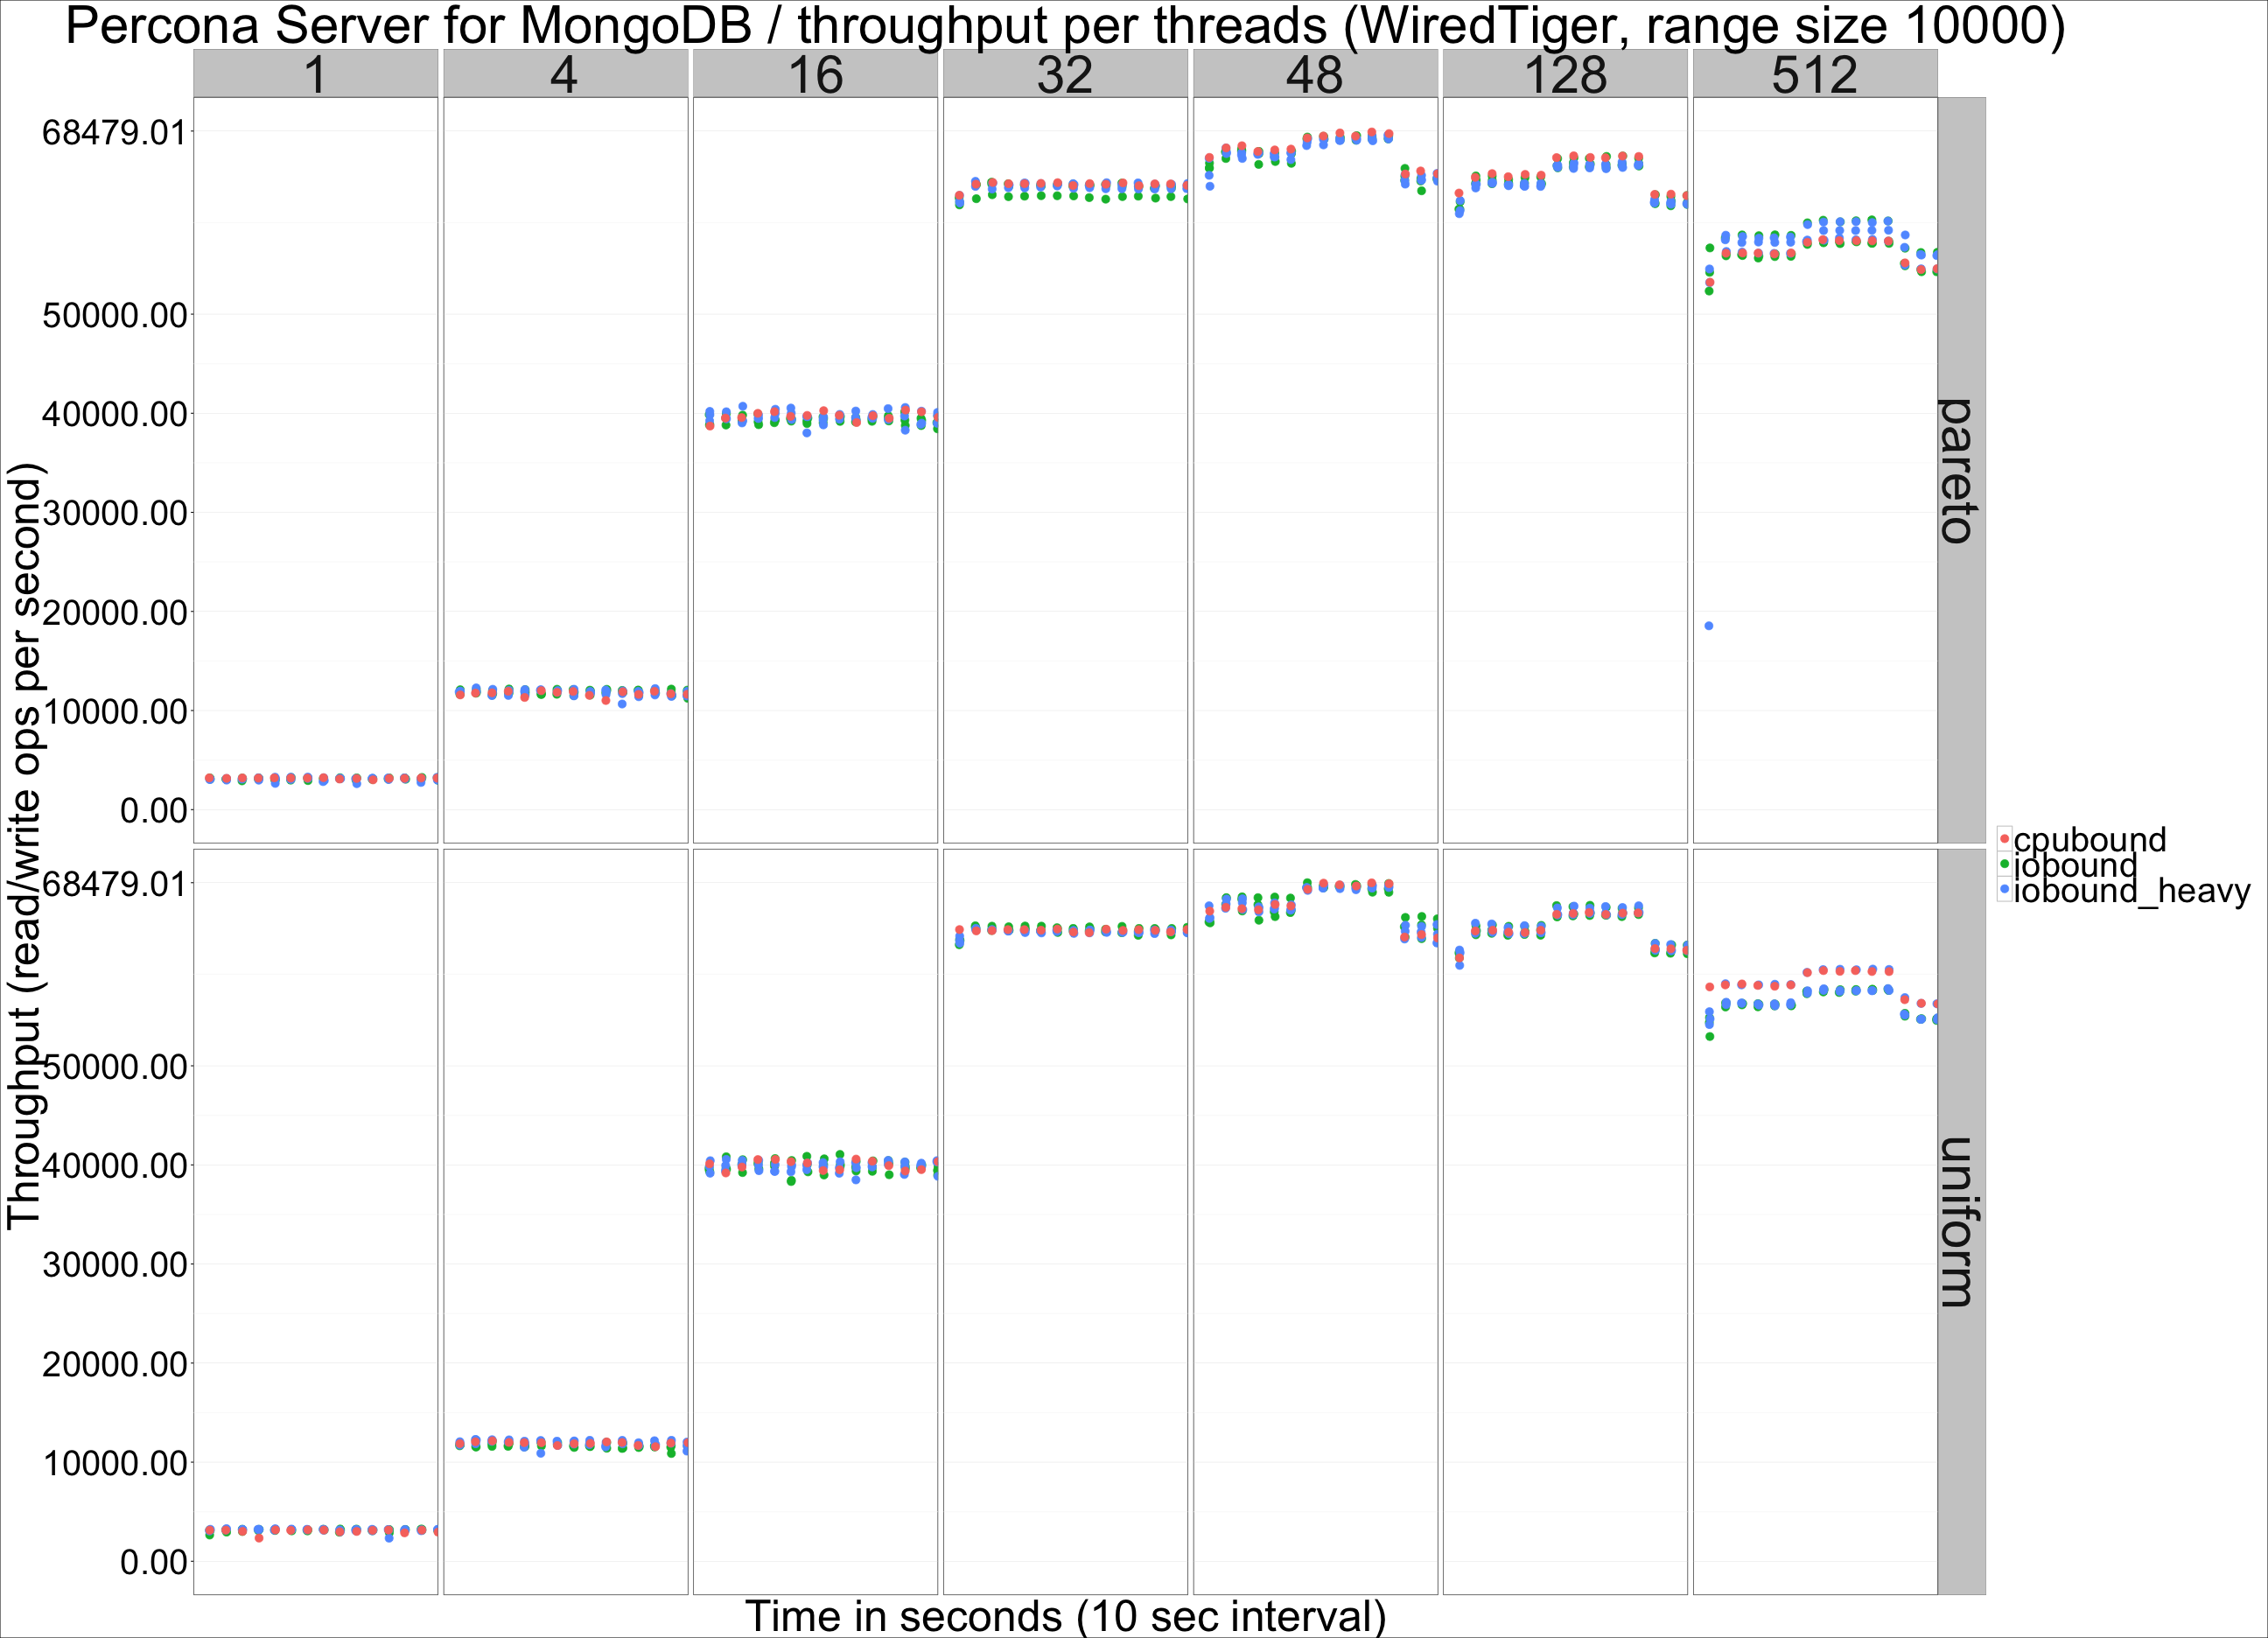 Percona Server for MongoDB / throughput per threads (WiredTiger, range size 10000)
1 4 16 32 48 128 512
Throughput (read/write ops per second)
68479.01
50000.00
40000.00
30000.00
20000.00
10000.00
0.00
pareto
68479.01
50000.00
40000.00
30000.00
20000.00
10000.00
0.00
uniform
cpubound
iobound
iobound_heavy
Time in seconds (10 sec interval)